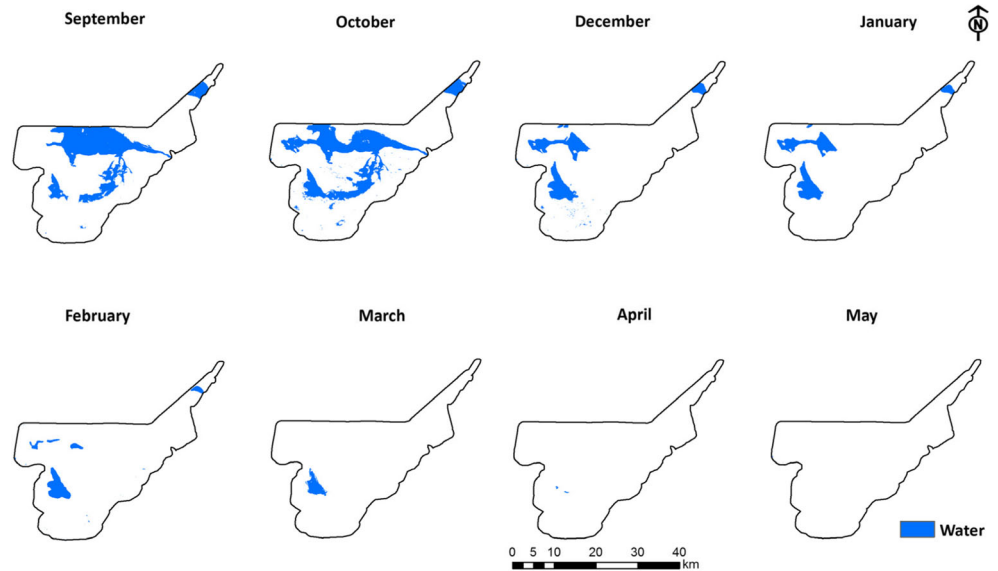 September
October
December
January
N
February
March
April
May
Water
0 5 10 20 30 40
km